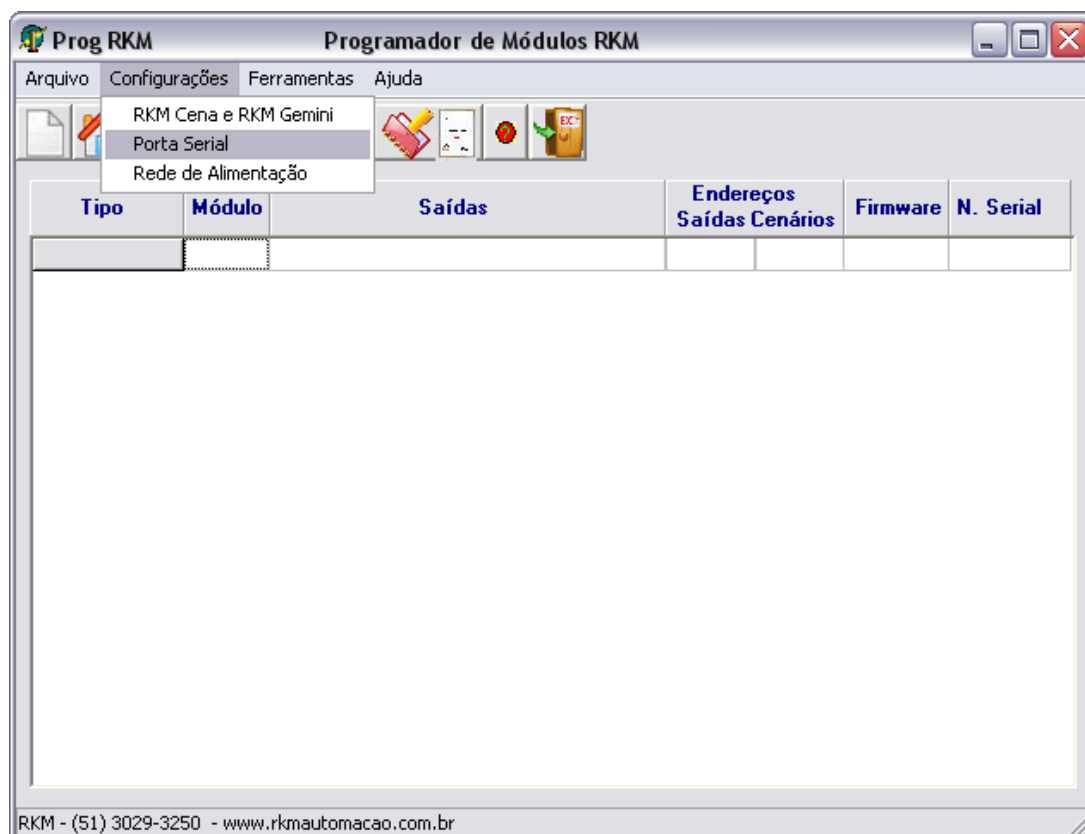 Prog RKM Programador de Módulos RKM
Arquivo Configurações Ferramentas Ajuda
RKM Cena e RKM Gemini
Porta Serial
Rede de Alimentação
EXIT
Tipo Módulo Saídas Endereços Saídas Cenários Firmware N. Serial
RKM - (51) 3029-3250 - www.rkmautomacao.com.br